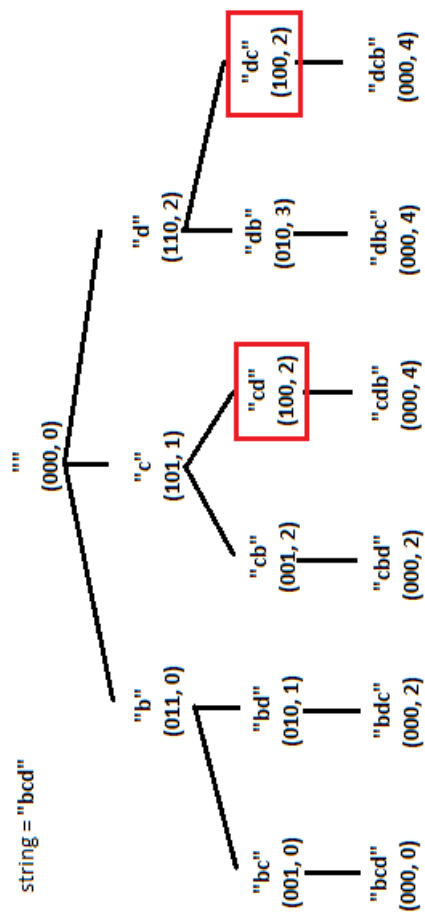 string = "bcd"
""
(000, 0)
"b"
(011, 0)
"c"
(101, 1)
"d"
(110, 2)
"bc"
(001, 0)
"bd"
(010, 1)
"cb"
(001, 2)
"cd"
(100, 2)
"db"
(010, 3)
"dc"
(100, 2)
"bcd"
(000, 0)
"bdc"
(000, 2)
"cbd"
(000, 2)
"cdb"
(000, 4)
"dbc"
(000, 4)
"dcb"
(000, 4)